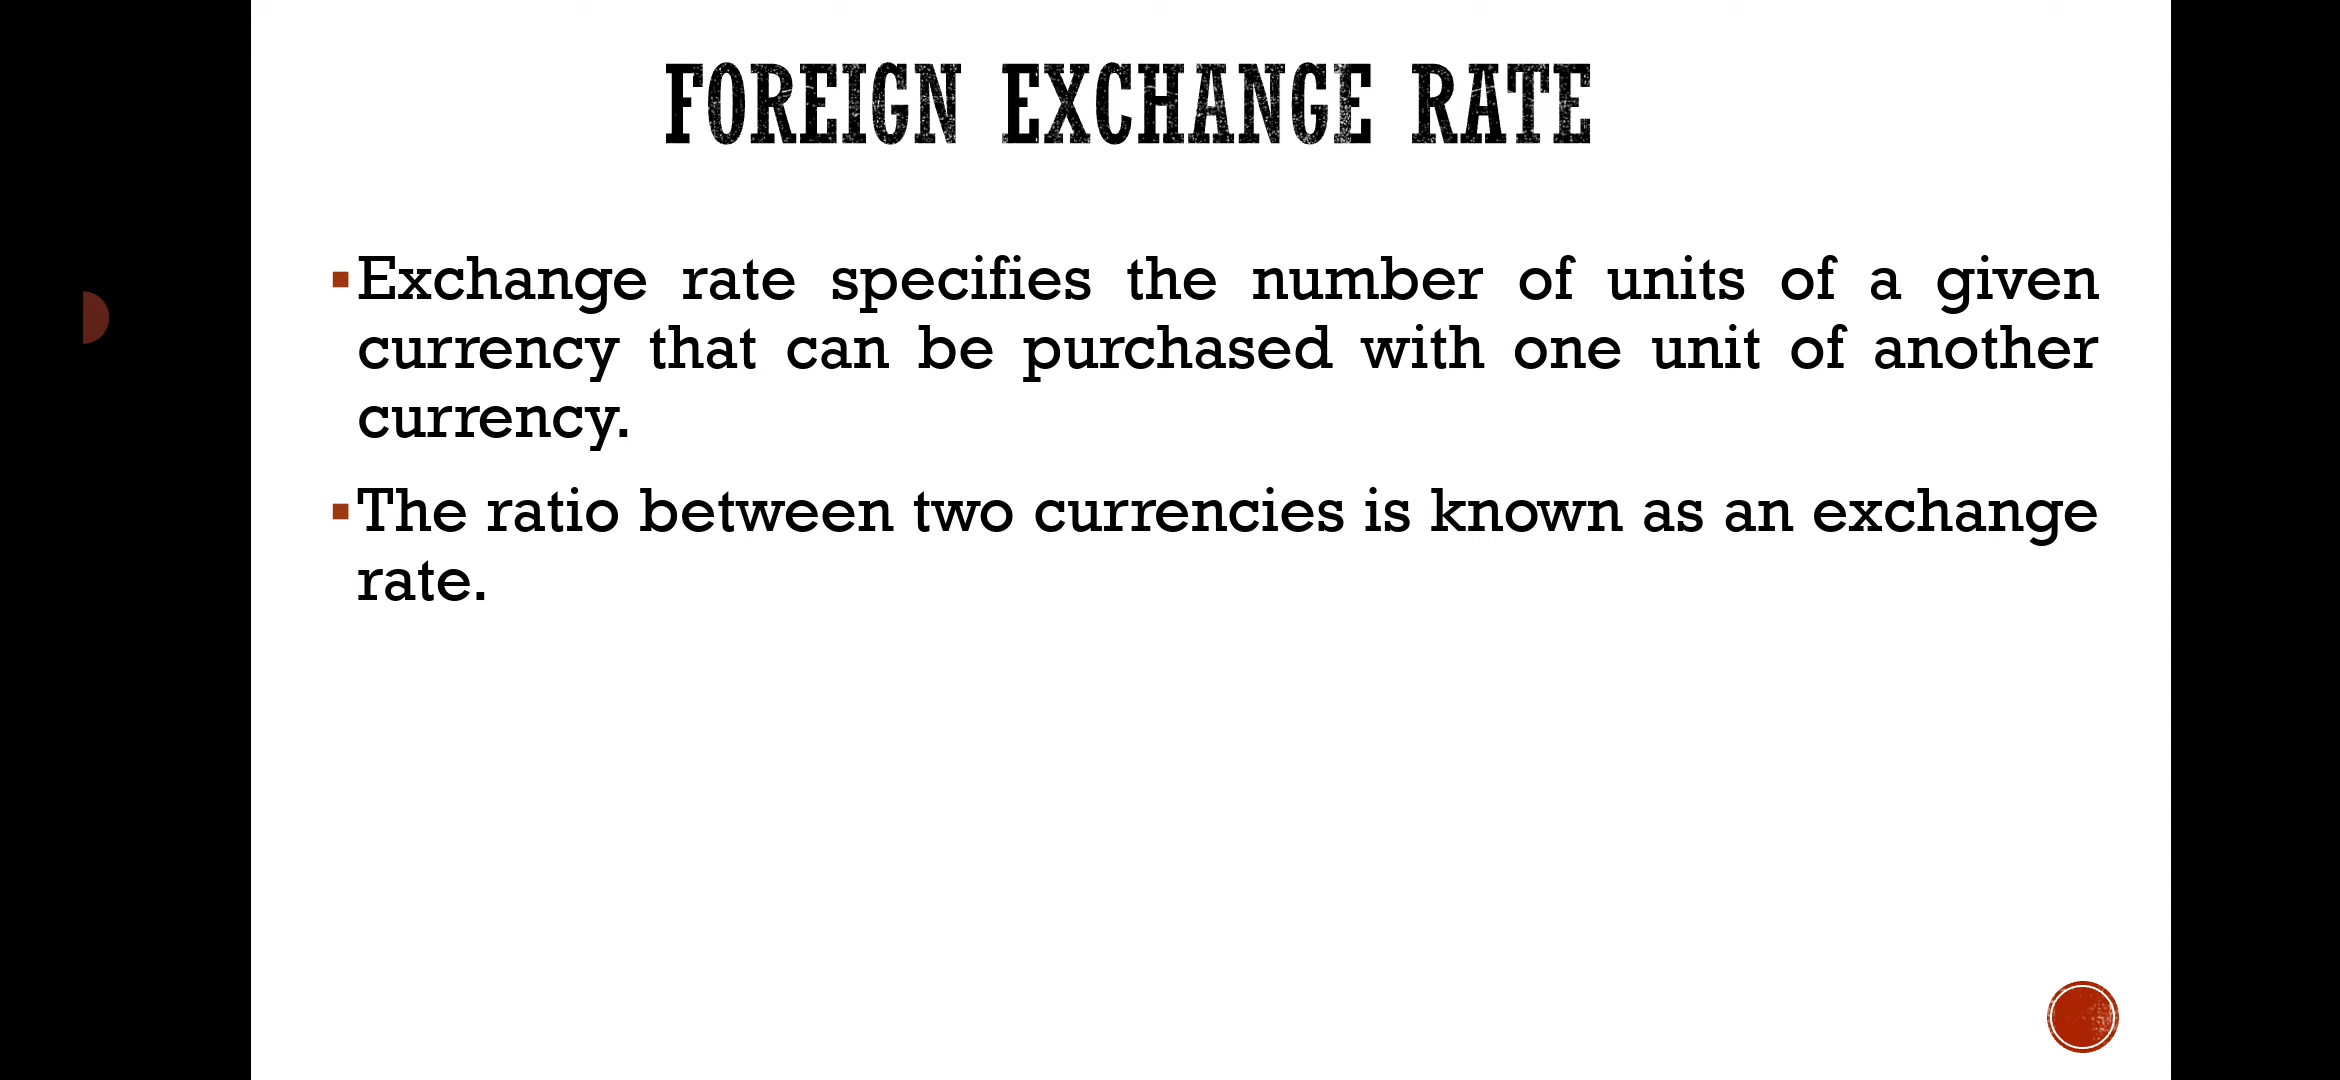 FOREIGN EXCHANGE RATE
▪Exchange rate specifies the number of units of a given
currency that can be purchased with one unit of another
currency.
▪The ratio between two currencies is known as an exchange
rate.